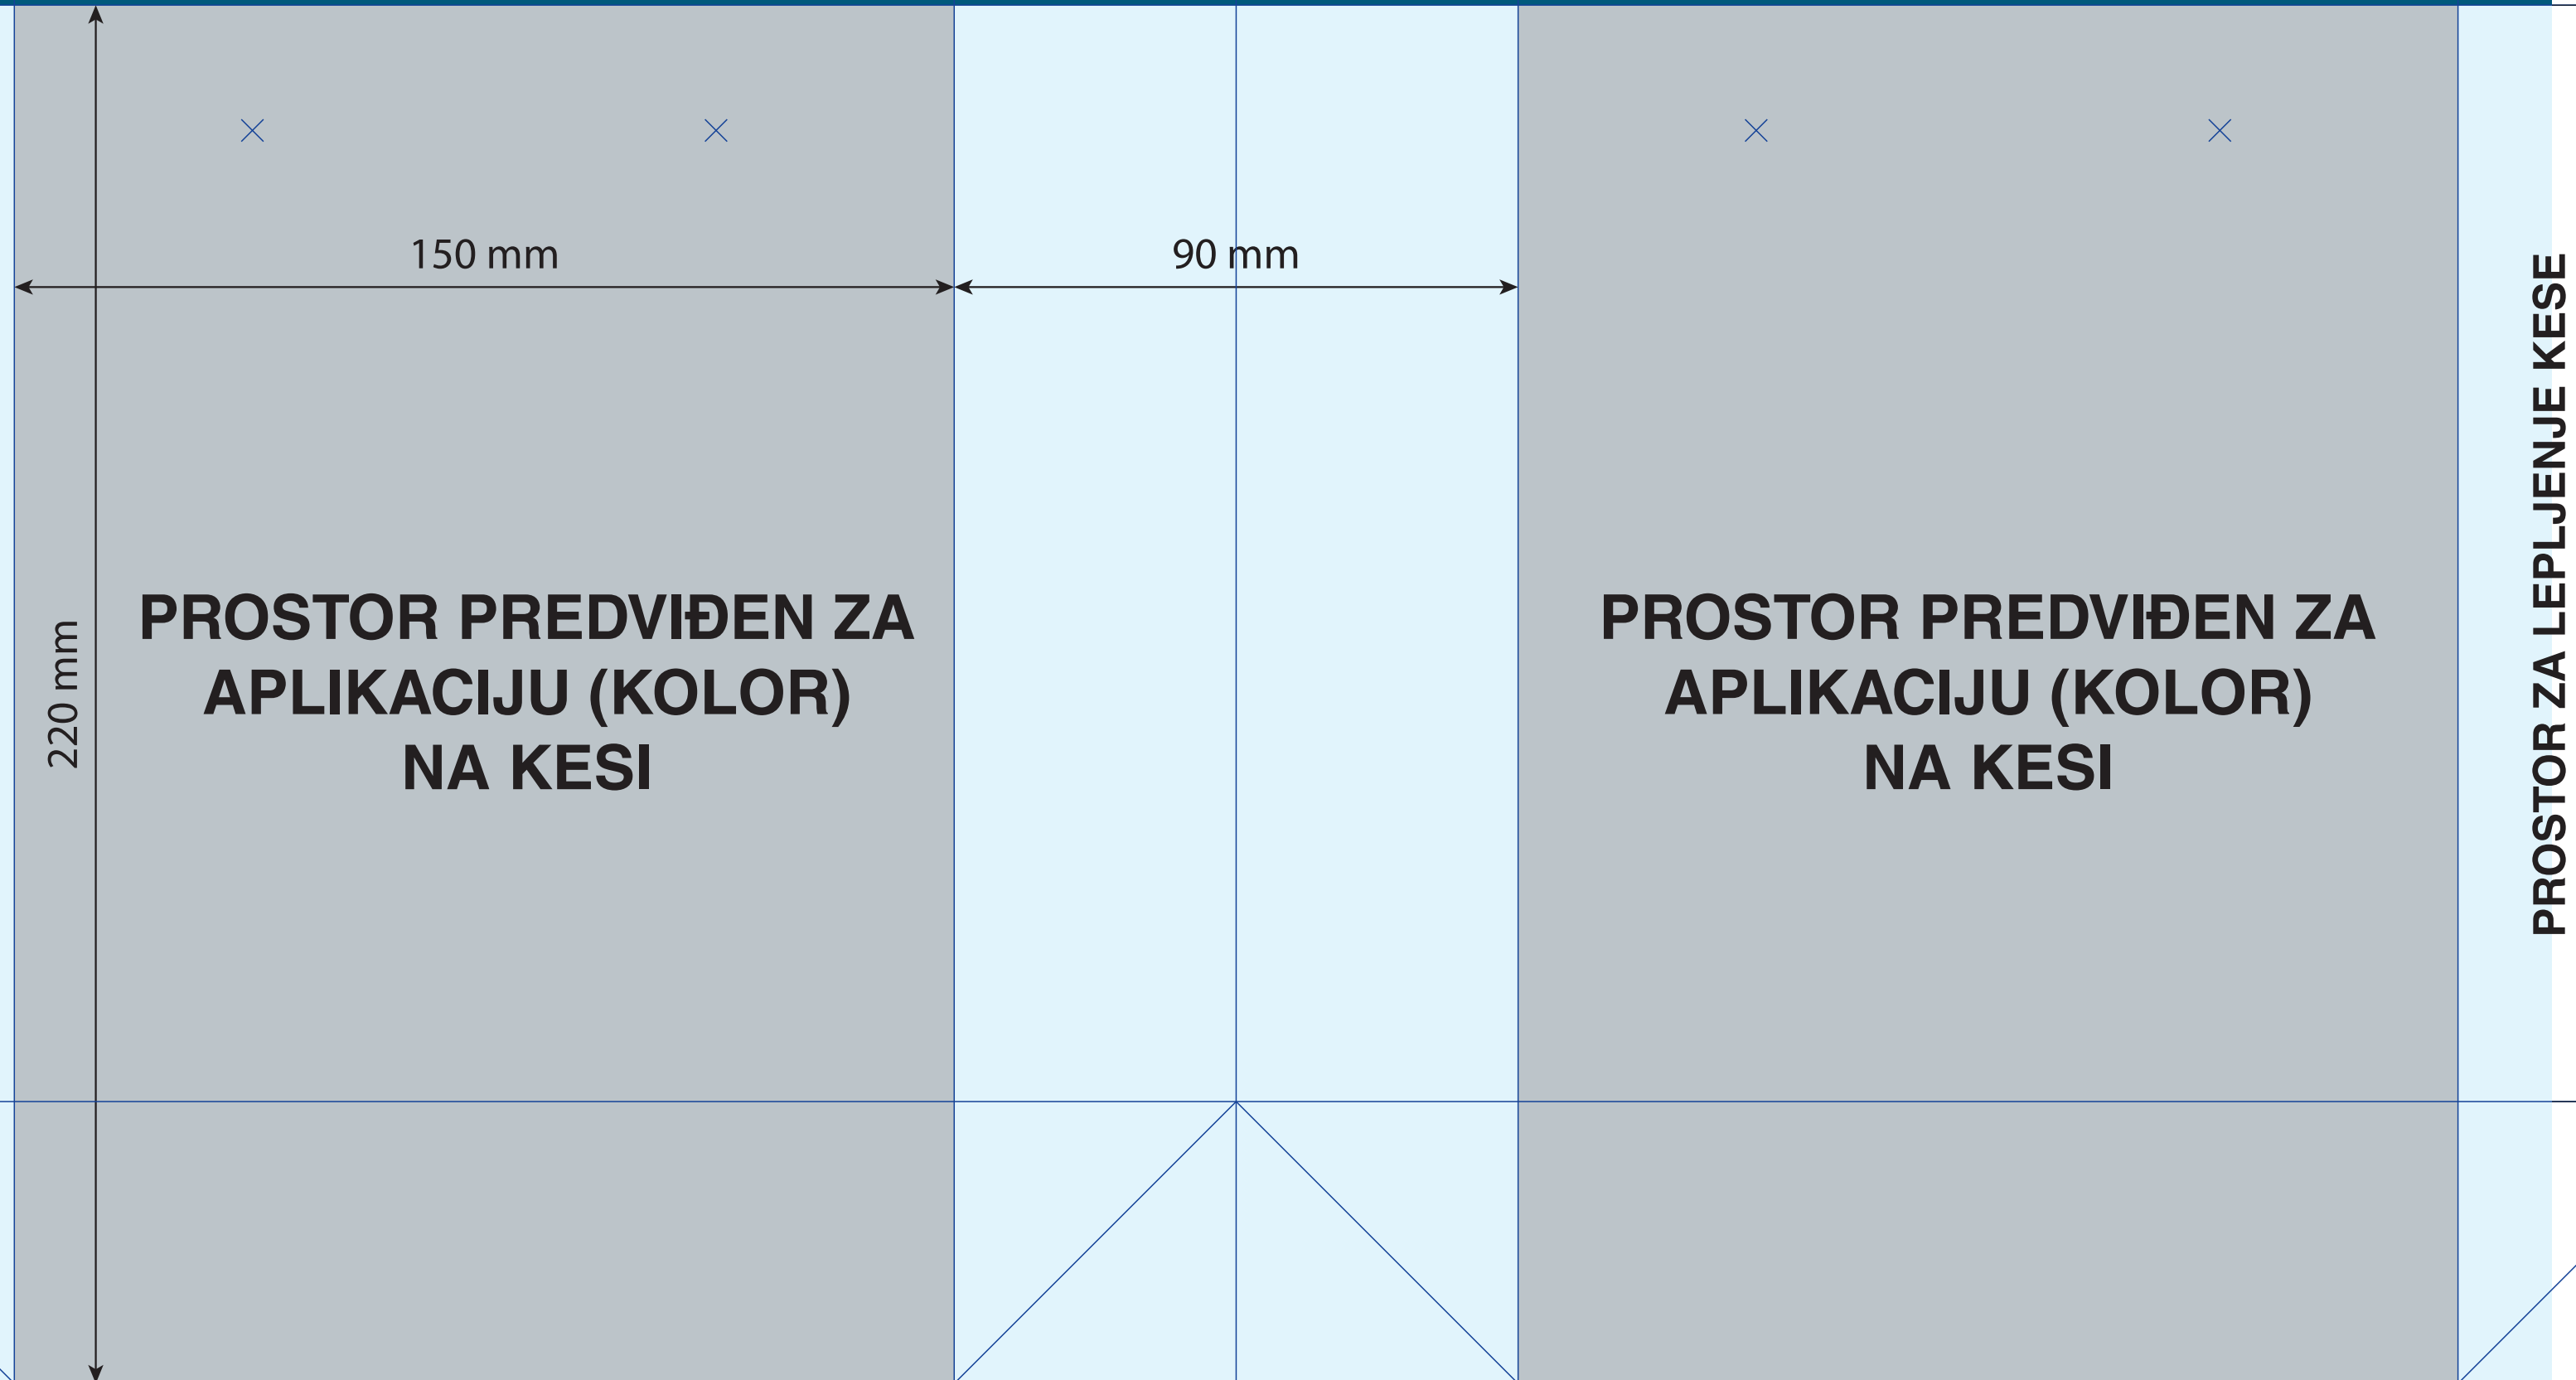 150 mm
90 mm
220 mm
PROSTOR PREDVIĐEN ZA
APLIKACIJU (KOLOR)
NA KESI
PROSTOR PREDVIĐEN ZA
APLIKACIJU (KOLOR)
NA KESI
PROSTOR ZA LEPLJENJE KESE